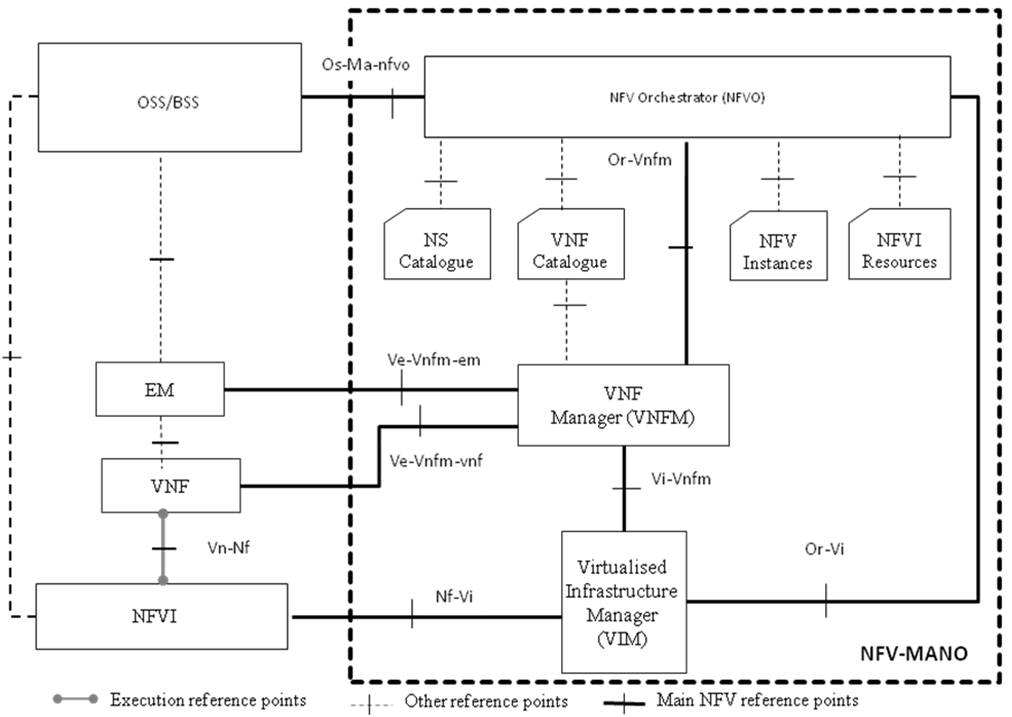 Os-Ma-nfvo
OSS/BSS
NFV Orchestrator (NFVO)
Or-Vnfm
NS
Catalogue
VNF
Catalogue
NFV
Instances
NFVI
Resources
Ve-Vnfm-em
EM
VNF
Manager (VNFM)
Ve-Vnfm-vnf
VNF
Vi-Vnfm
Vn-Nf
Or-Vi
Virtualised
Infrastructure
Manager
(VIM)
Nf-Vi
NFVI
NFV-MANO
Execution reference points
Other reference points
Main NFV reference points